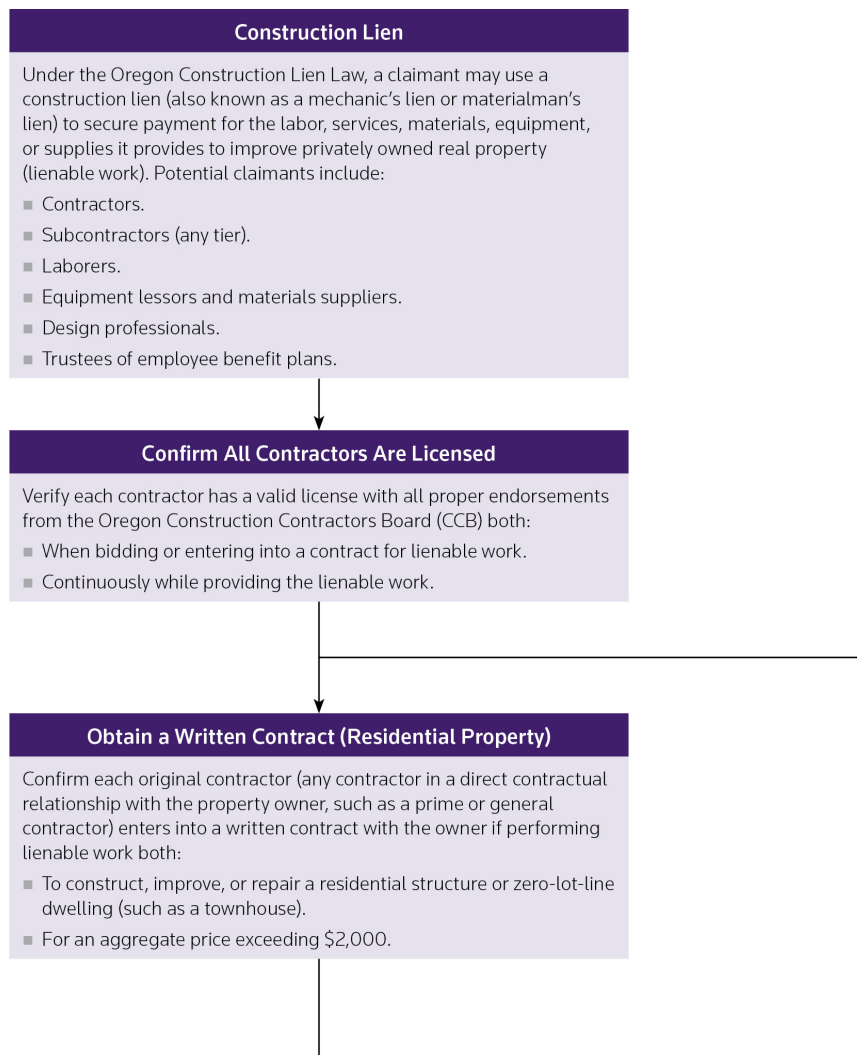 Construction Lien
Under the Oregon Construction Lien Law, a claimant may use a
construction lien (also known as a mechanic's lien or materialman's
lien) to secure payment for the labor, services, materials, equipment,
or supplies it provides to improve privately owned real property
(lienable work). Potential claimants include:
■ Contractors.
■ Subcontractors (any tier).
■ Laborers.
■ Equipment lessors and materials suppliers.
■ Design professionals.
■ Trustees of employee benefit plans.
Confirm All Contractors Are Licensed
Verify each contractor has a valid license with all proper endorsements
from the Oregon Construction Contractors Board (CCB) both:
■ When bidding or entering into a contract for lienable work.
■ Continuously while providing the lienable work.
Obtain a Written Contract (Residential Property)
Confirm each original contractor (any contractor in a direct contractual
relationship with the property owner, such as a prime or general
contractor) enters into a written contract with the owner if performing
lienable work both:
■ To construct, improve, or repair a residential structure or zero-lot-line
dwelling (such as a townhouse).
■ For an aggregate price exceeding $2,000.